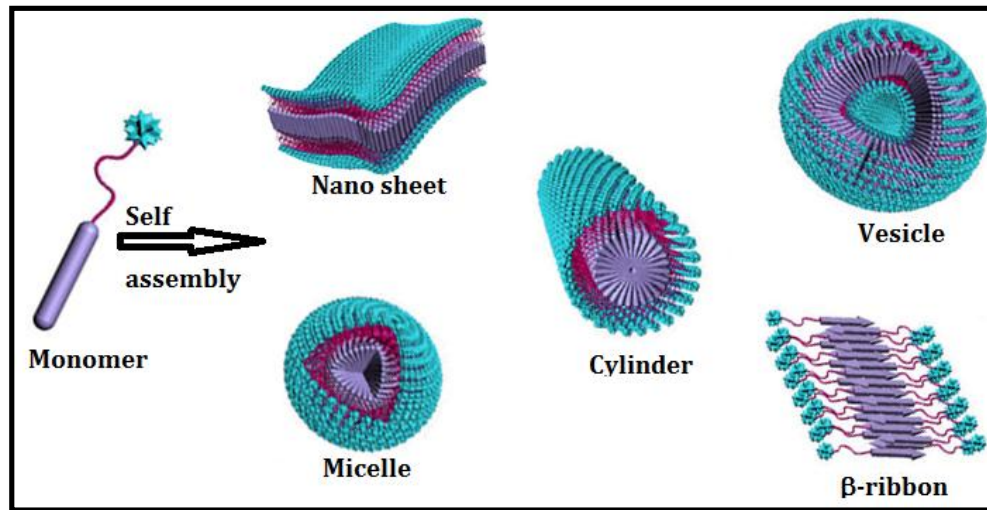 Nano sheet
Vesicle
Self
assembly
Monomer
Micelle
Cylinder
β-ribbon